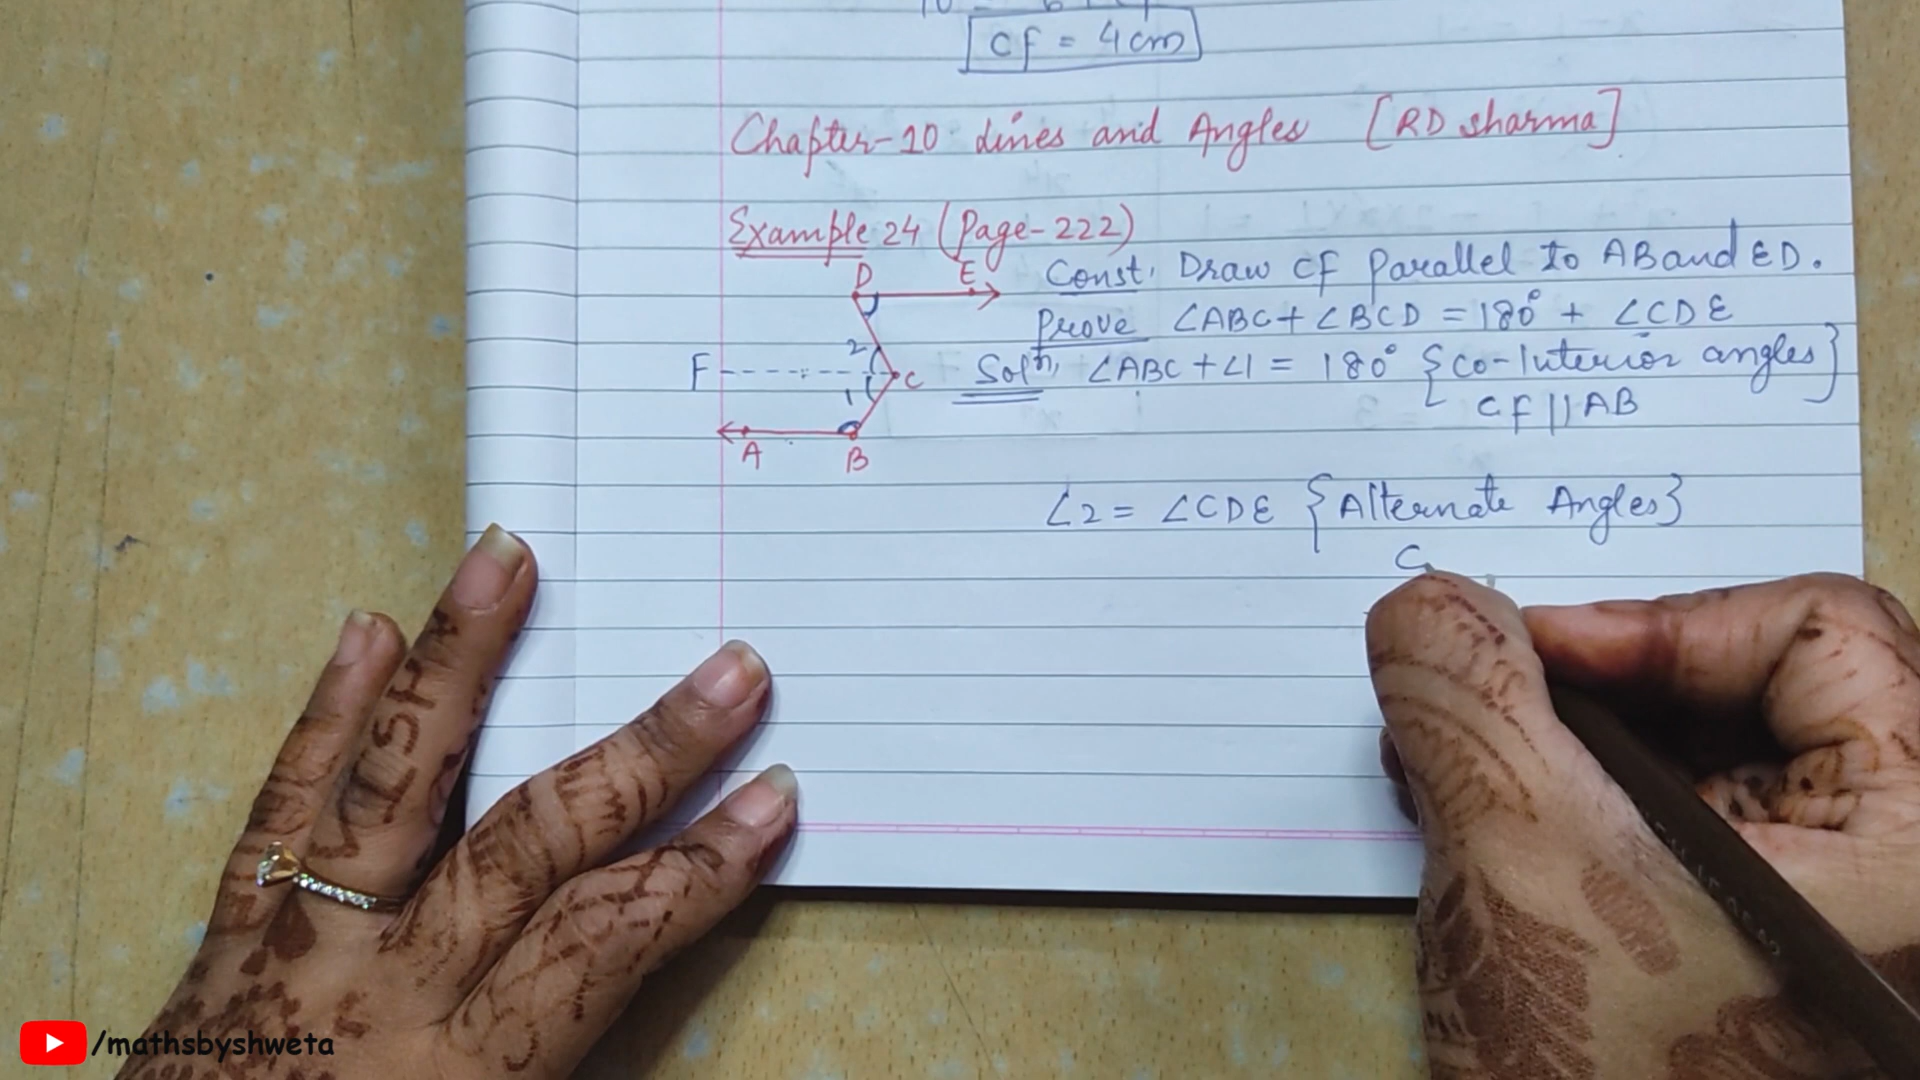 CF = 4cm
Chapter-10 Lines and Angles [RD Sharma]
Example 24 (Page-222)
Const. Draw CF Parallel to AB and ED.
Prove ∠ABC + ∠BCD = 180° + ∠CDE
Solⁿ, ∠ABC + ∠1 = 180° {Co-Interior angles}
CF || AB
D E
2
F C
1
A B
∠2 = ∠CDE {Alternate Angles}
C
VISHA
/mathsbyshweta